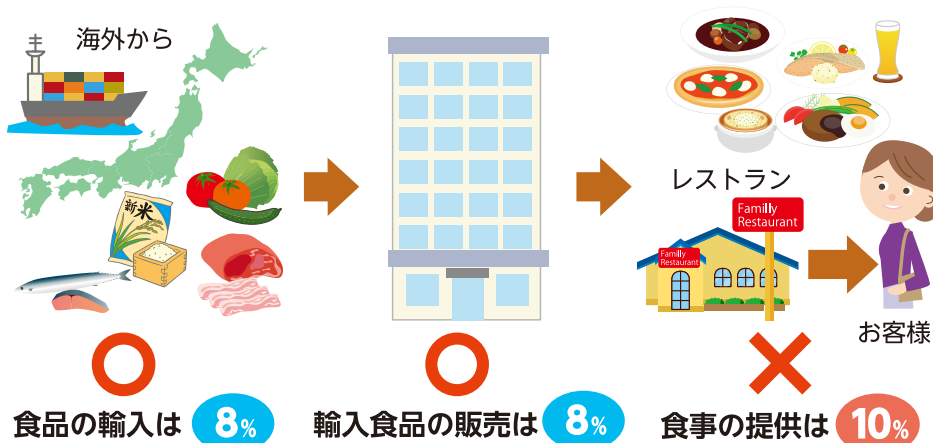 海外から
新米
レストラン
Familly
Restaurant
Familly
Restaurant
お客様
食品の輸入は 8%
輸入食品の販売は 8%
食事の提供は 10%